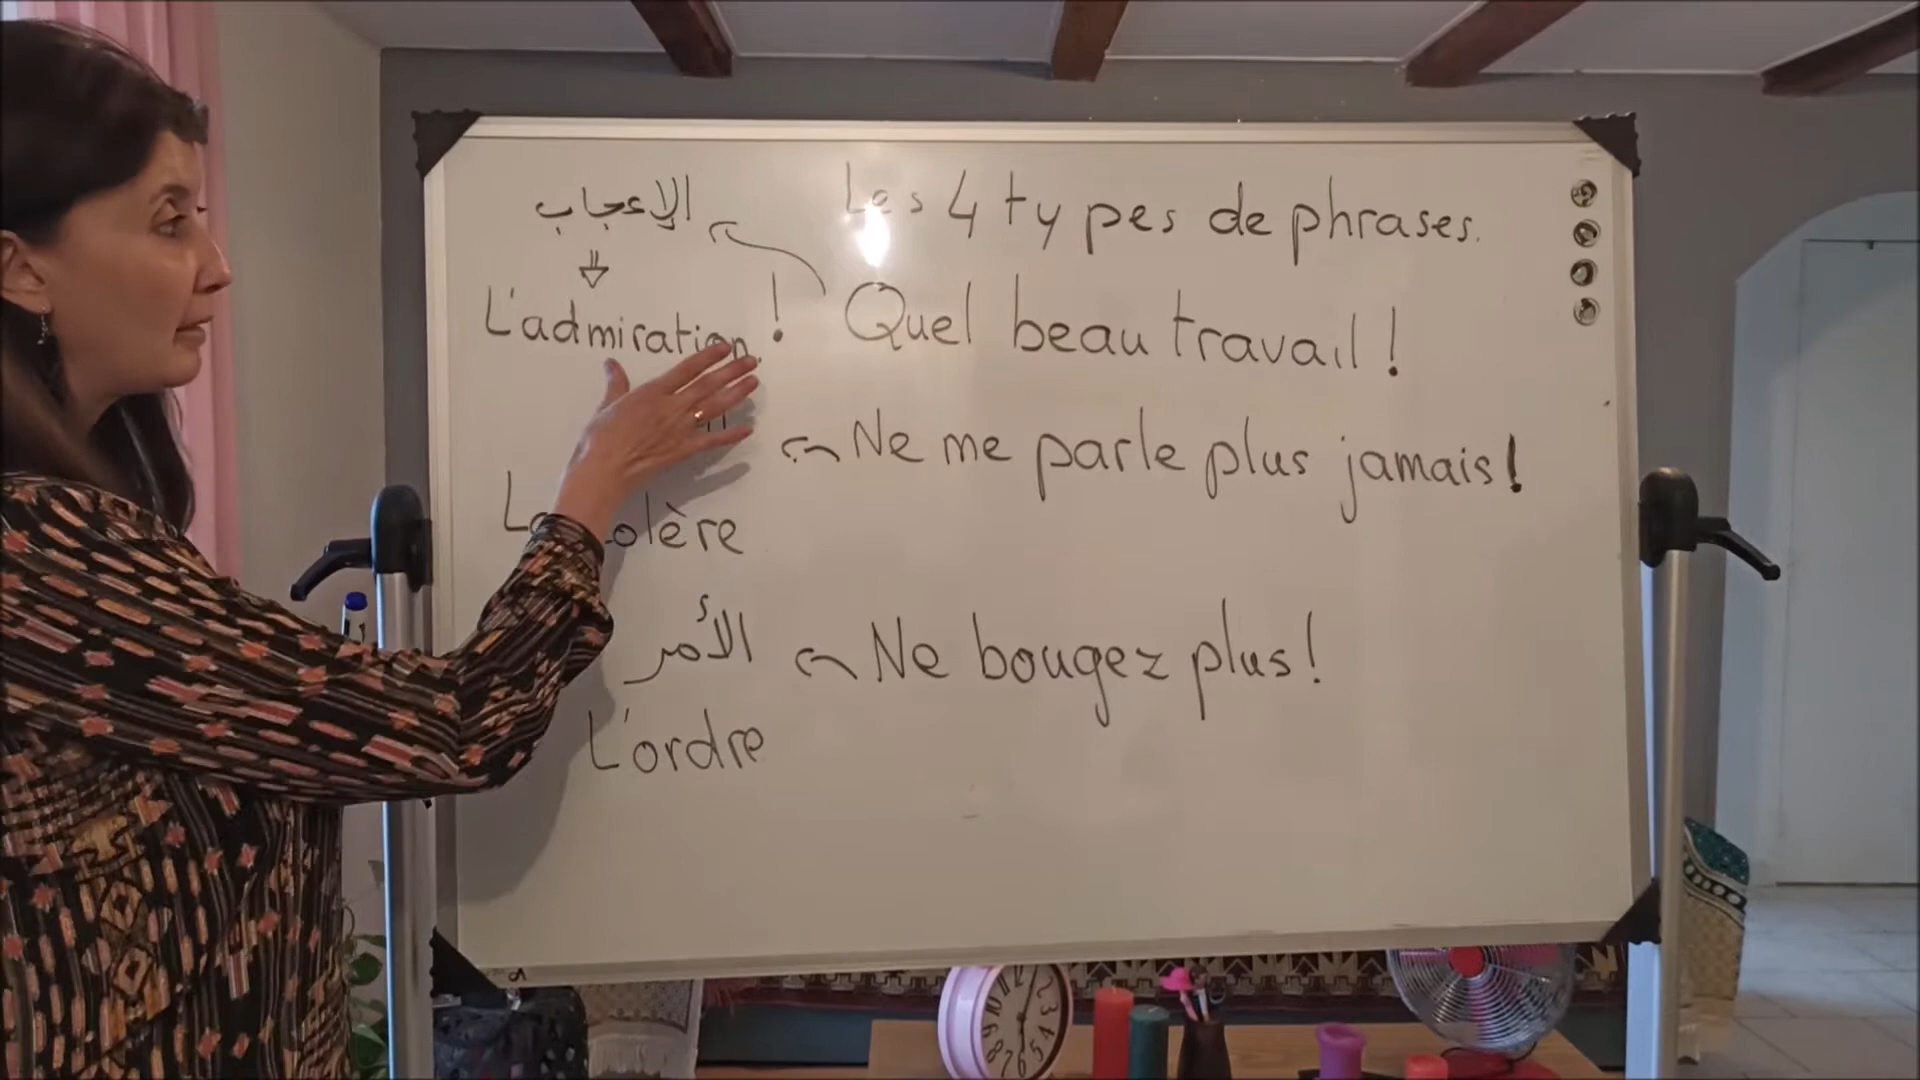 Les 4 types de phrases.
الإعجاب
L'admiration ! Quel beau travail !
Ne me parle plus jamais !
colère
الأمر Ne bougez plus !
L'ordre